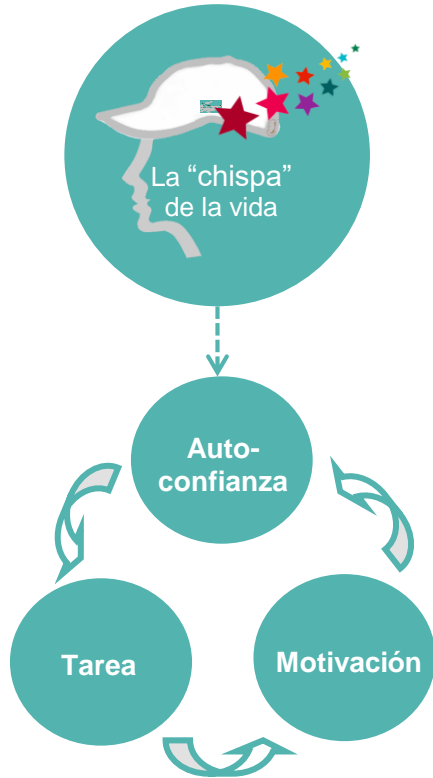 La “chispa”
de la vida
Auto-
confianza
Tarea
Motivación